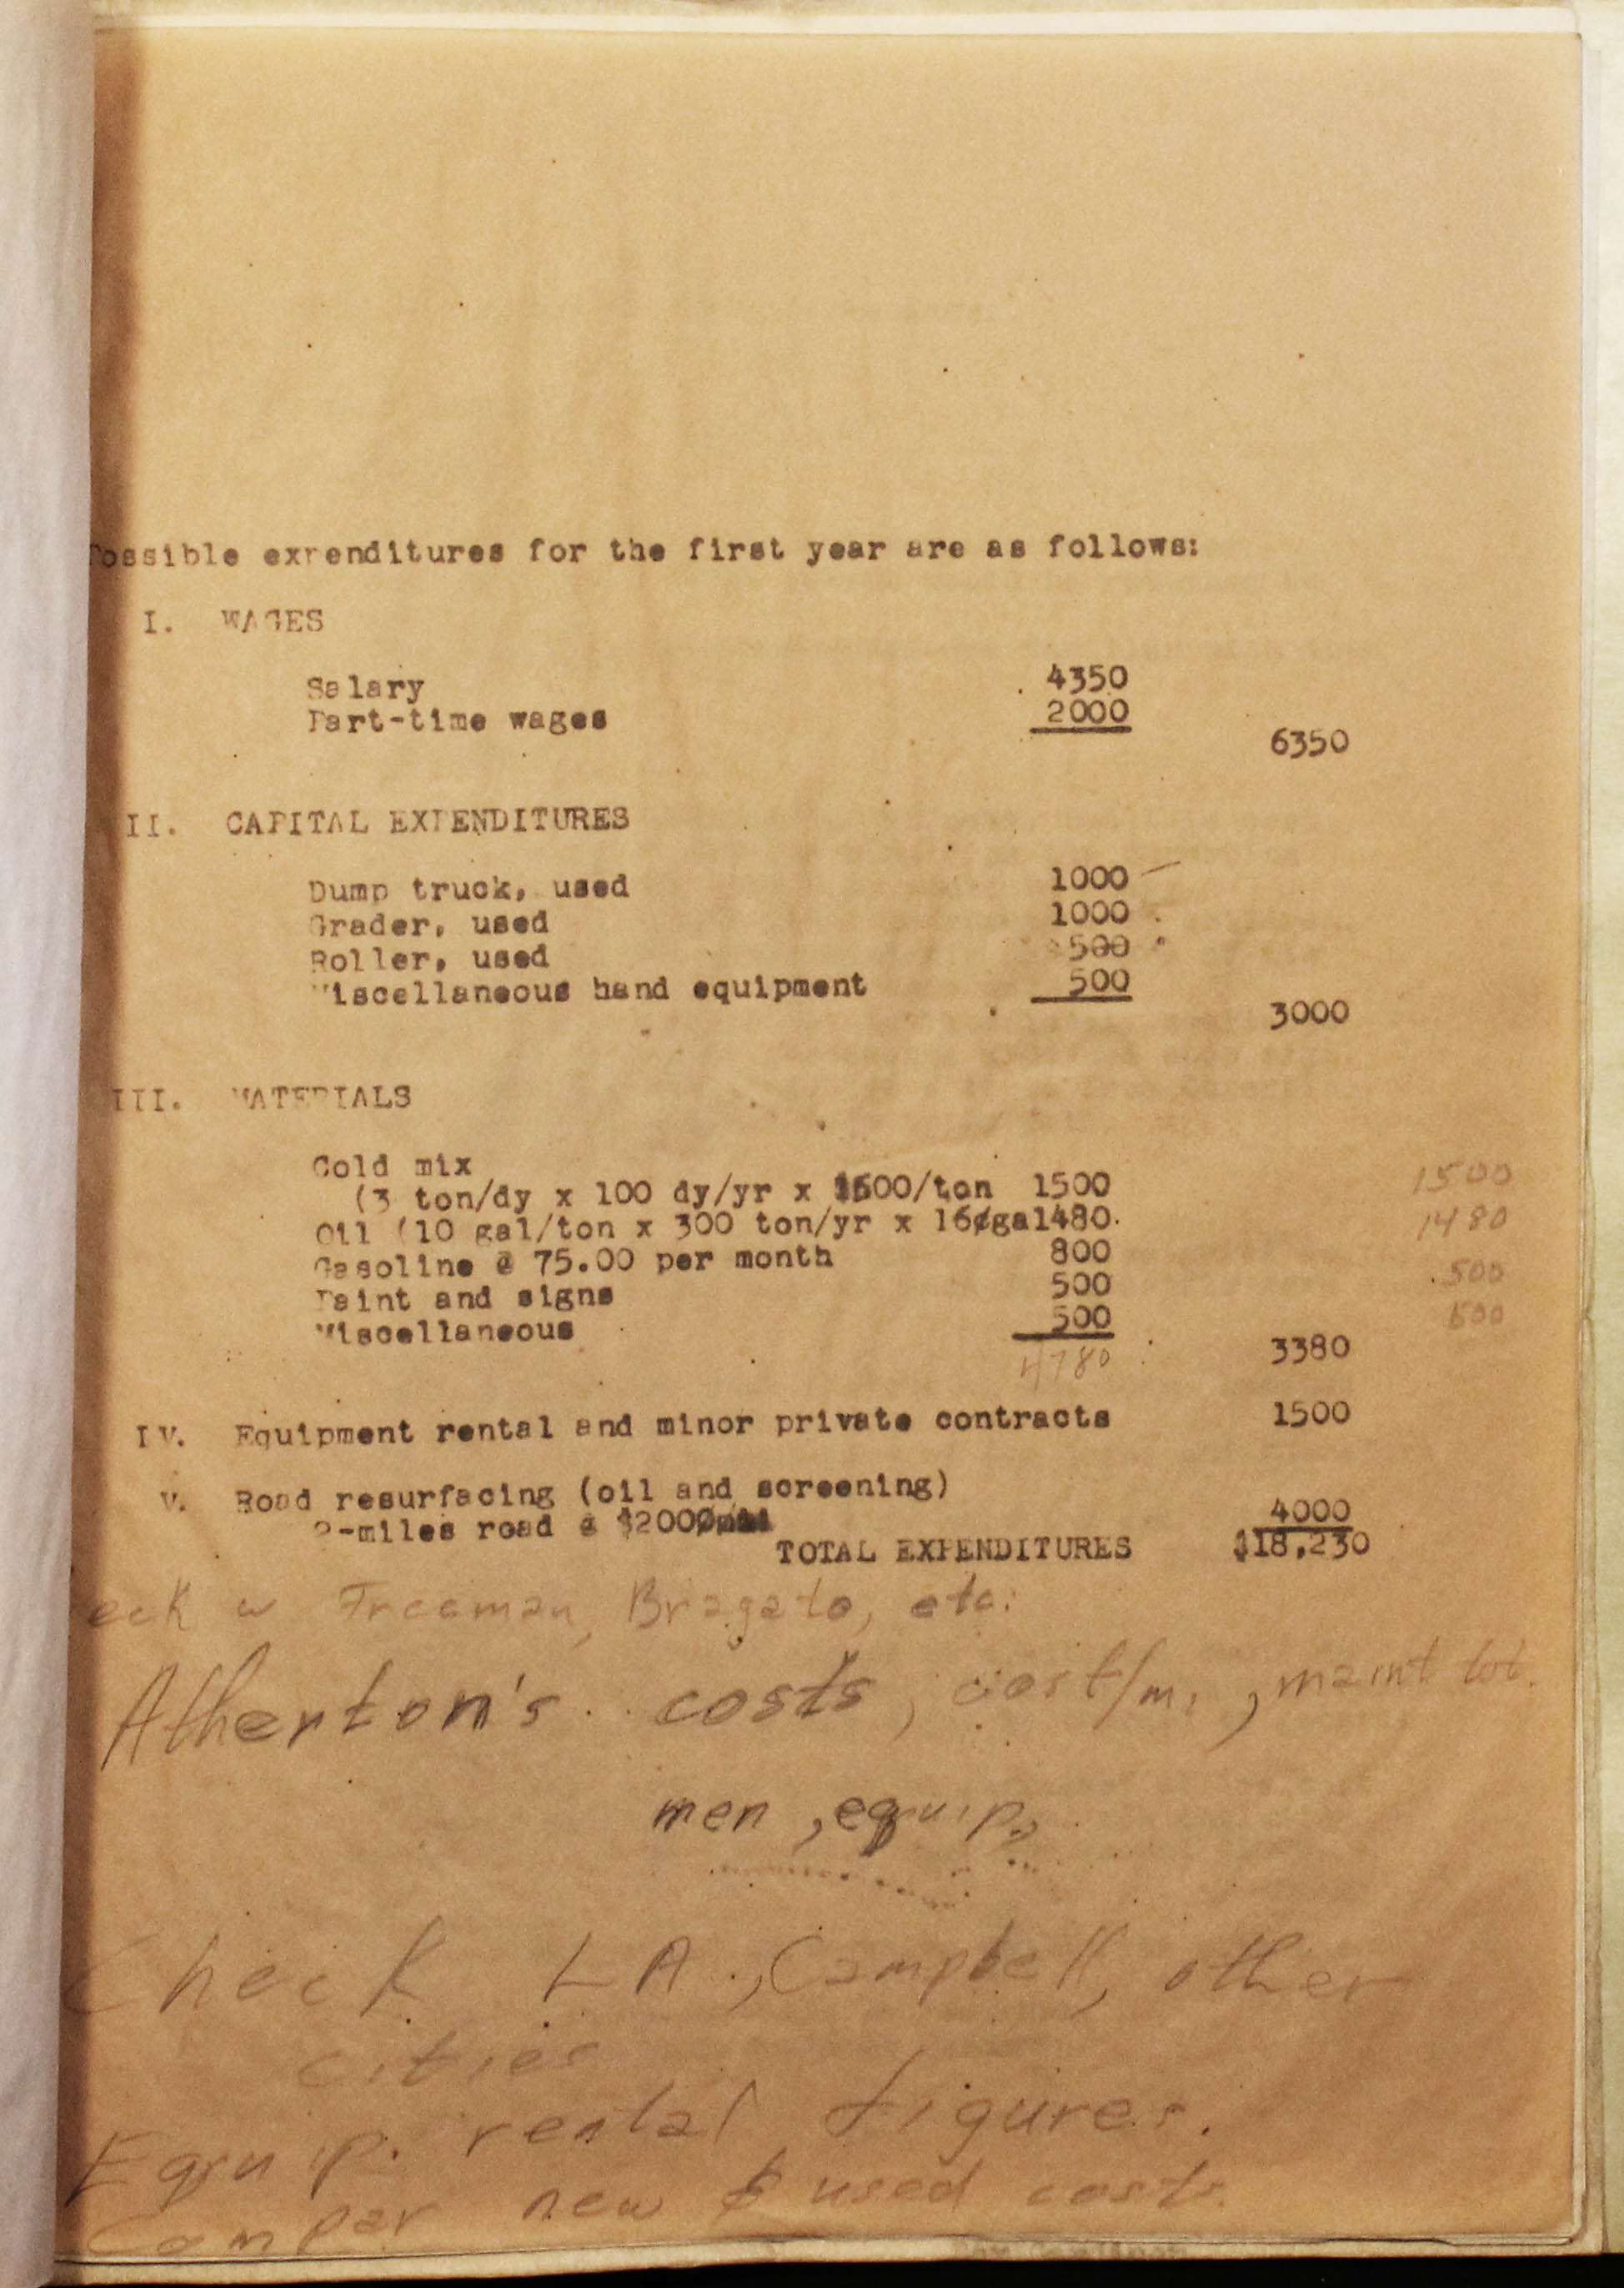 Possible expenditures for the first year are as follows:
I. WAGES
Salary 4350
Part-time wages 2000
6350
II. CAPITAL EXPENDITURES
Dump truck, used 1000
Grader, used 1000
Roller, used 500
Miscellaneous hand equipment 500
3000
III. MATERIALS
Cold mix
(3 ton/dy x 100 dy/yr x 500/ton 1500 1500
Oil (10 gal/ton x 300 ton/yr x 16¢gal480. 1480
Gasoline @ 75.00 per month 800
Paint and signs 500 500
Miscellaneous 500 500
4780 3380
IV. Equipment rental and minor private contracts 1500
V. Road resurfacing (oil and screening)
2-miles road @ $2000 4000
TOTAL EXPENDITURES $18,230
eck w Freeman, Bragato, etc.
Atherton's costs, cost/m., maint tot.
men, equip.,
Check LA., Campbell, other
cities
Equip. rental figures.
Compar new & used costs.